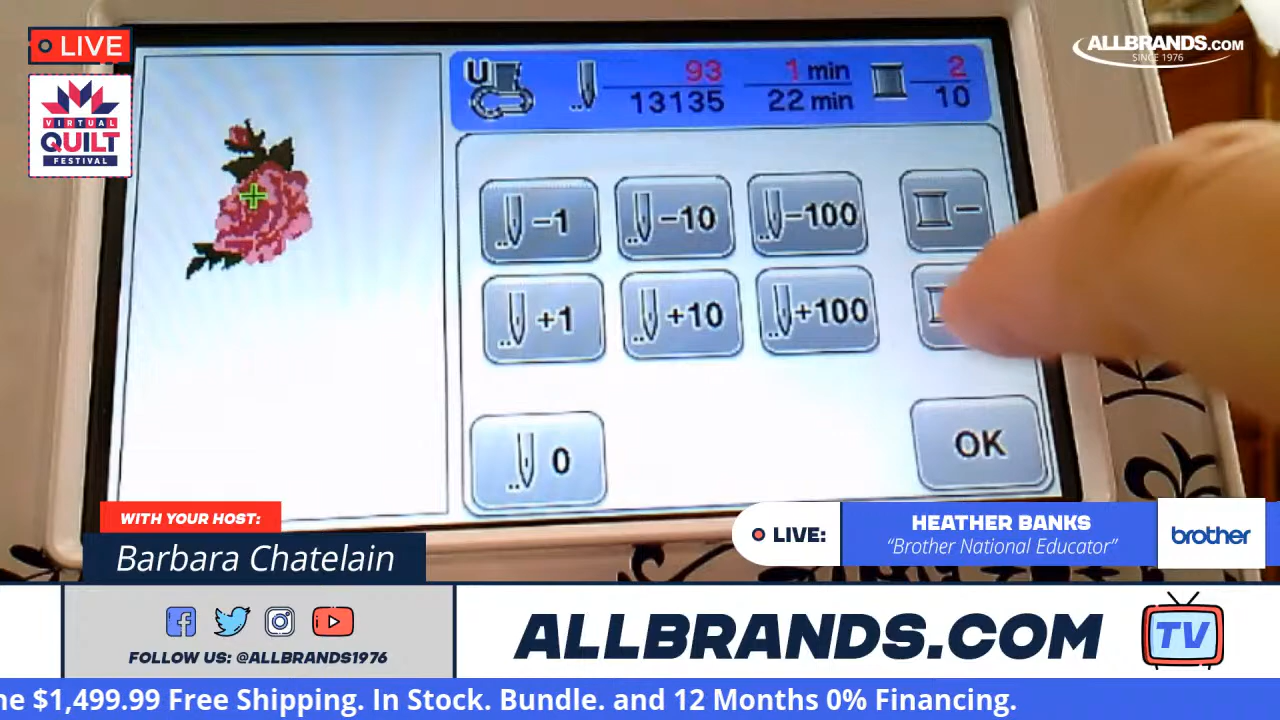 LIVE
VIRTUAL
QUILT
FESTIVAL
ALLBRANDS.COM
SINCE 1976
U
93
13135
1 min
22 min
2
10
-1
-10
-100
-
+1
+10
+100
0
OK
WITH YOUR HOST:
Barbara Chatelain
LIVE:
HEATHER BANKS
"Brother National Educator"
brother
FOLLOW US: @ALLBRANDS1976
ALLBRANDS.COM
TV
ne $1,499.99 Free Shipping. In Stock. Bundle. and 12 Months 0% Financing.